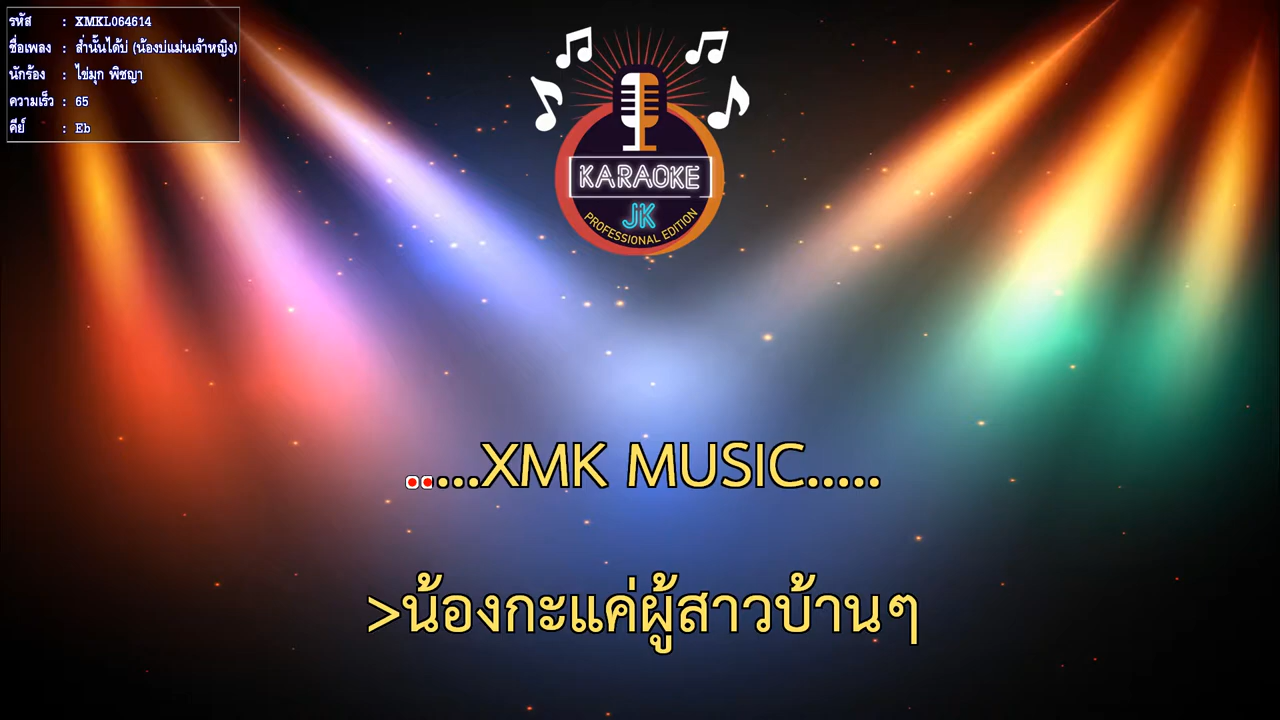 รหัส : XMKL064614
ชื่อเพลง : ส่ำนั้นได้บ่ (น้องบ่แม่นเจ้าหญิง)
นักร้อง : ไข่มุก พิชญา
ความเร็ว : 65
คีย์ : Eb
KARAOKE
JK
PROFESSIONAL EDITION
.....XMK MUSIC.....
>น้องกะแค่ผู้สาวบ้านๆ